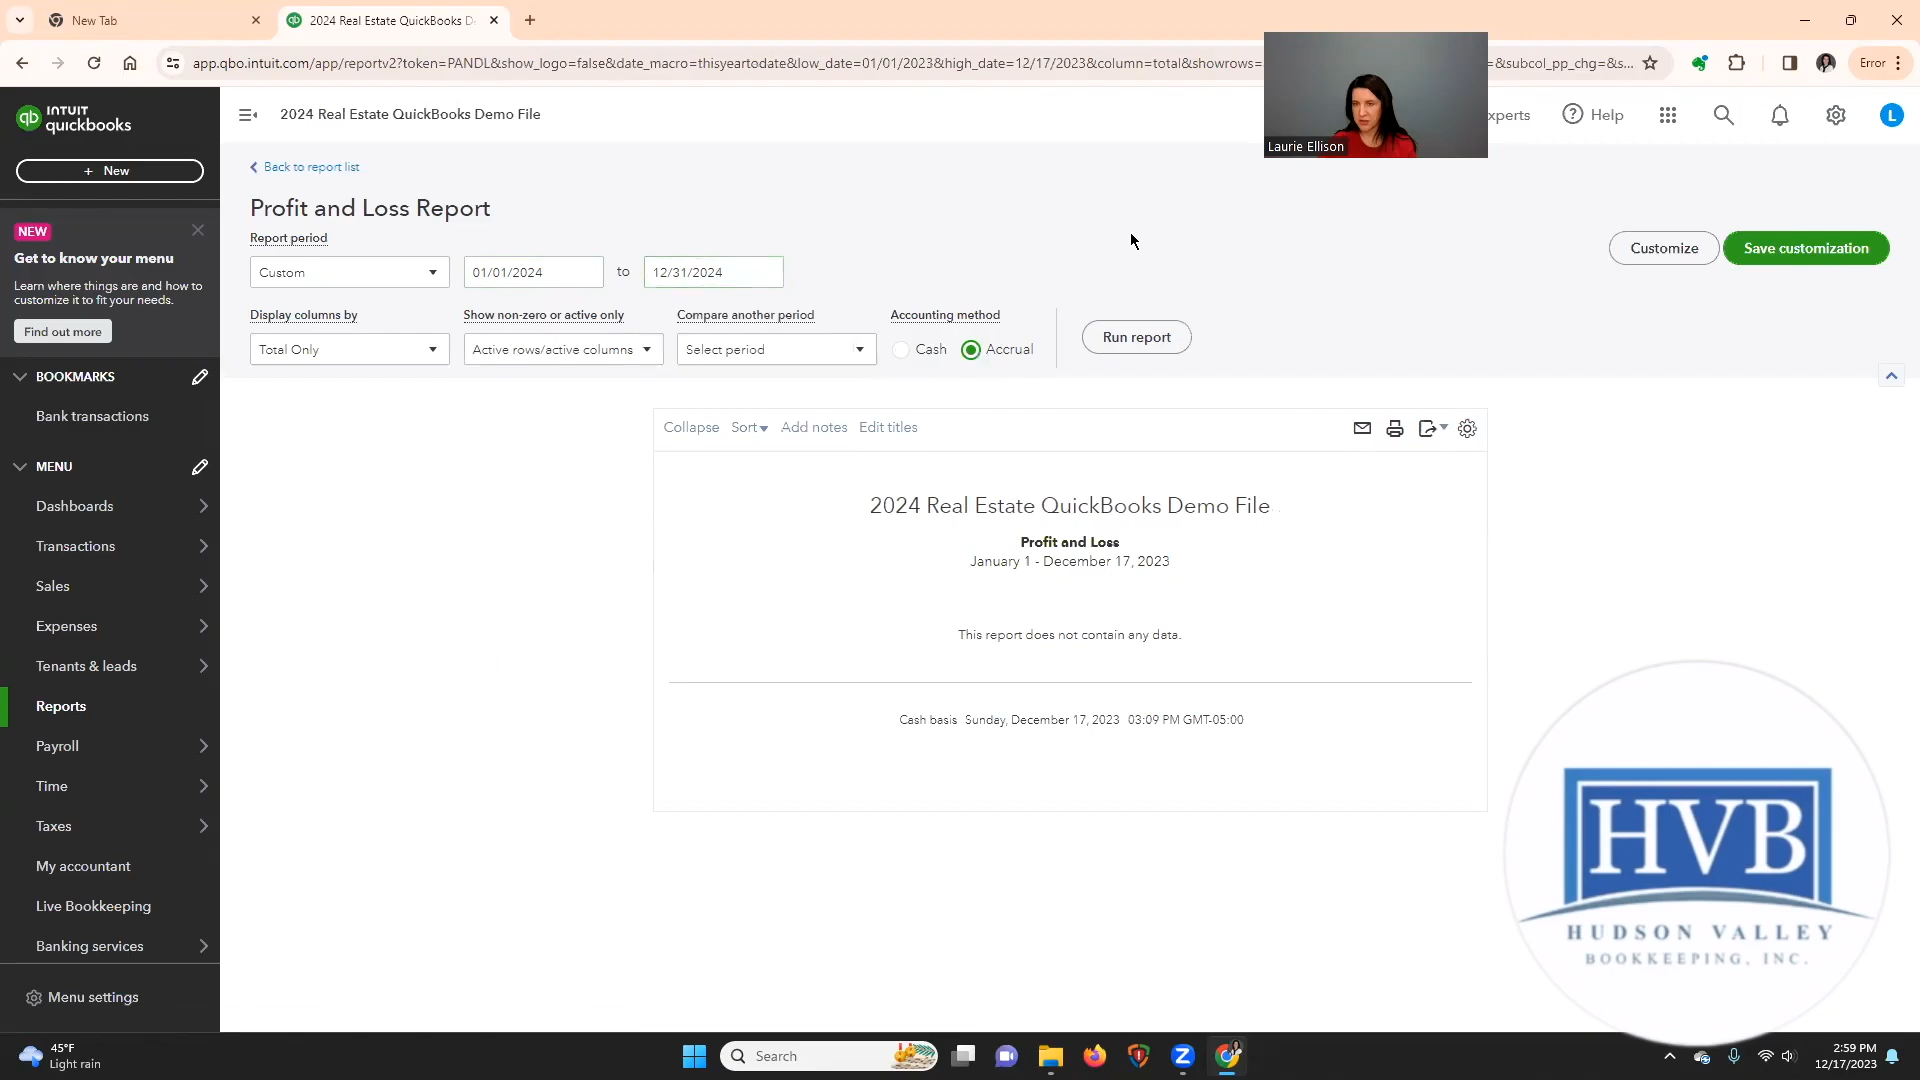 New Tab
2024 Real Estate QuickBooks D
app.qbo.intuit.com/app/reportv2?token=PANDL&show_logo=false&date_macro=thisyeartodate&low_date=01/01/2023&high_date=12/17/2023&column=total&showrows=
=&subcol_pp_chg=&s...
Error
INTUIT
quickbooks
2024 Real Estate QuickBooks Demo File
xperts
Help
L
Laurie Ellison
+ New
Back to report list
NEW
Get to know your menu
Learn where things are and how to
customize it to fit your needs.
Find out more
Profit and Loss Report
Report period
Custom
01/01/2024
to
12/31/2024
Customize
Save customization
Display columns by
Show non-zero or active only
Compare another period
Accounting method
Total Only
Active rows/active columns
Select period
Cash
Accrual
Run report
BOOKMARKS
Bank transactions
MENU
Dashboards
Transactions
Sales
Expenses
Tenants & leads
Reports
Payroll
Time
Taxes
My accountant
Live Bookkeeping
Banking services
Menu settings
Collapse
Sort
Add notes
Edit titles
2024 Real Estate QuickBooks Demo File
Profit and Loss
January 1 - December 17, 2023
This report does not contain any data.
Cash basis Sunday, December 17, 2023 03:09 PM GMT-05:00
HVB
HUDSON VALLEY
BOOKKEEPING, INC.
45°F
Light rain
Search
2:59 PM
12/17/2023